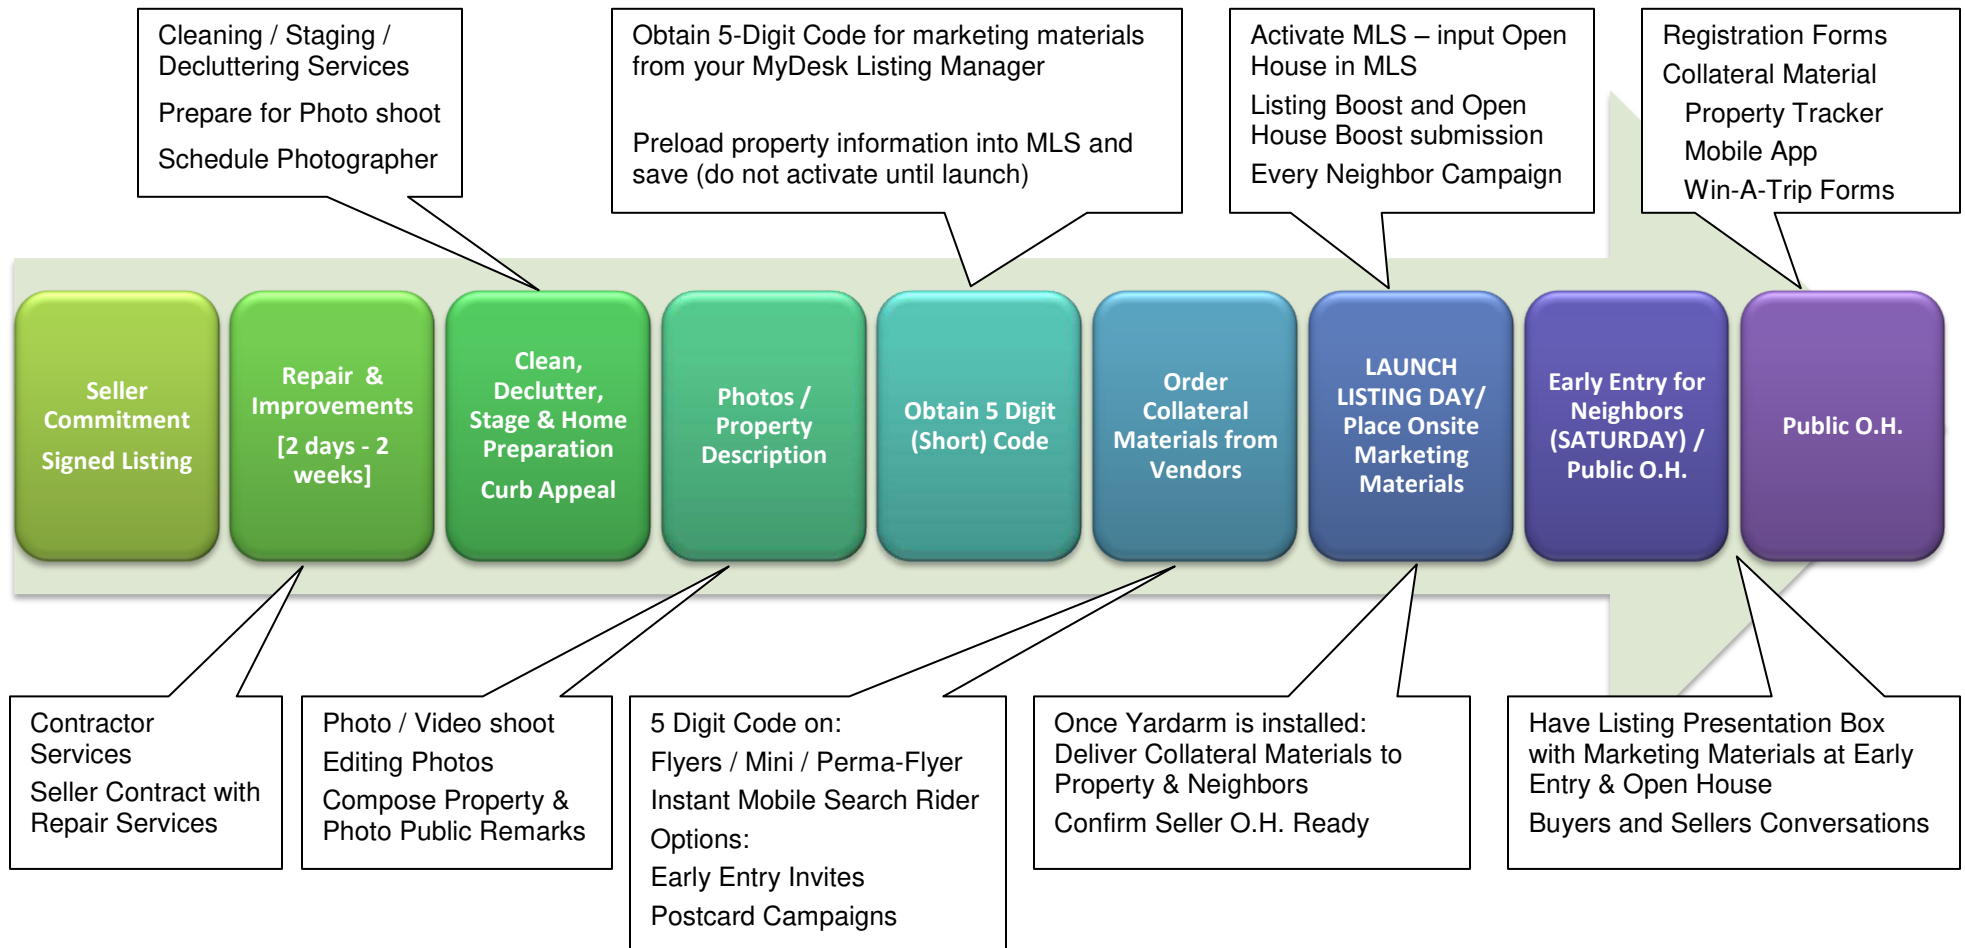 Cleaning / Staging /
Decluttering Services
Prepare for Photo shoot
Schedule Photographer
Obtain 5-Digit Code for marketing materials
from your MyDesk Listing Manager
Preload property information into MLS and
save (do not activate until launch)
Activate MLS – input Open
House in MLS
Listing Boost and Open
House Boost submission
Every Neighbor Campaign
Registration Forms
Collateral Material
Property Tracker
Mobile App
Win-A-Trip Forms
Seller
Commitment
Signed Listing
Repair &
Improvements
[2 days - 2
weeks]
Clean,
Declutter,
Stage & Home
Preparation
Curb Appeal
Photos /
Property
Description
Obtain 5 Digit
(Short) Code
Order
Collateral
Materials from
Vendors
LAUNCH
LISTING DAY/
Place Onsite
Marketing
Materials
Early Entry for
Neighbors
(SATURDAY) /
Public O.H.
Public O.H.
Contractor
Services
Seller Contract with
Repair Services
Photo / Video shoot
Editing Photos
Compose Property &
Photo Public Remarks
5 Digit Code on:
Flyers / Mini / Perma-Flyer
Instant Mobile Search Rider
Options:
Early Entry Invites
Postcard Campaigns
Once Yardarm is installed:
Deliver Collateral Materials to
Property & Neighbors
Confirm Seller O.H. Ready
Have Listing Presentation Box
with Marketing Materials at Early
Entry & Open House
Buyers and Sellers Conversations